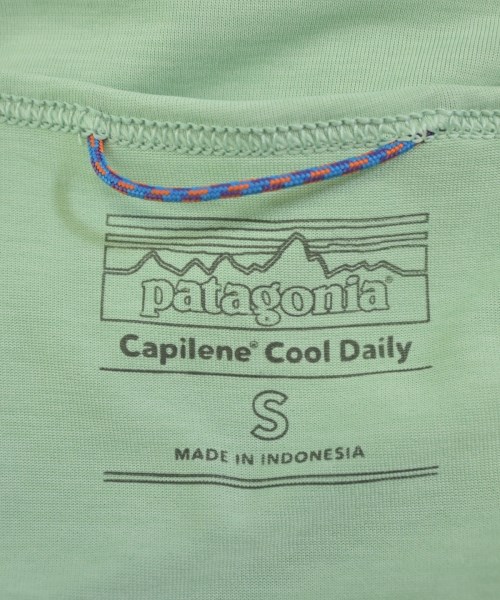 patagonia®
Capilene® Cool Daily
S
MADE IN INDONESIA